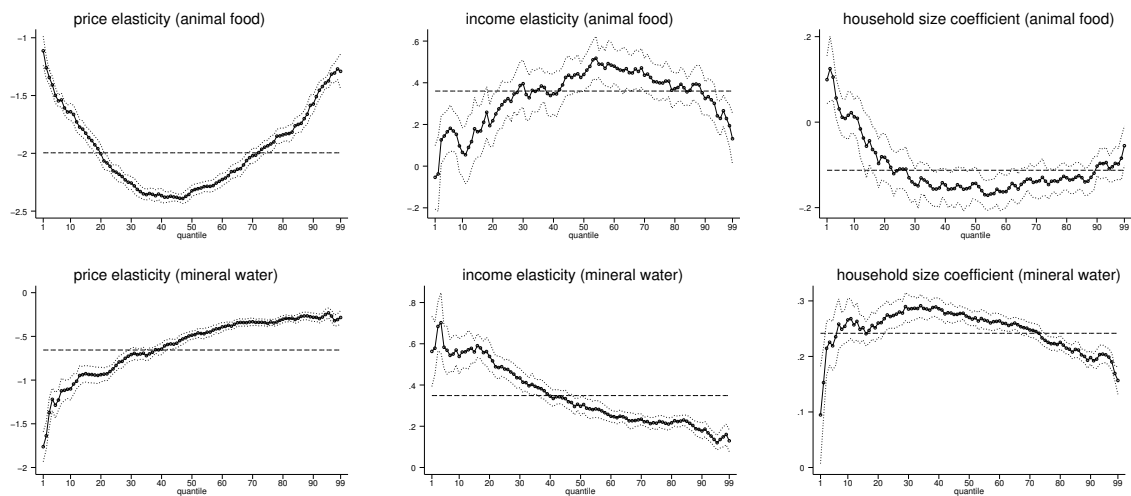 price elasticity (animal food)
−1
−1.5
−2
−2.5
1 10 20 30 40 50 60 70 80 90 99
quantile
income elasticity (animal food)
.6
.4
.2
0
−.2
1 10 20 30 40 50 60 70 80 90 99
quantile
household size coefficient (animal food)
.2
0
−.2
1 10 20 30 40 50 60 70 80 90 99
quantile
price elasticity (mineral water)
0
−.5
−1
−1.5
−2
1 10 20 30 40 50 60 70 80 90 99
quantile
income elasticity (mineral water)
.8
.6
.4
.2
0
1 10 20 30 40 50 60 70 80 90 99
quantile
household size coefficient (mineral water)
.3
.2
.1
0
1 10 20 30 40 50 60 70 80 90 99
quantile